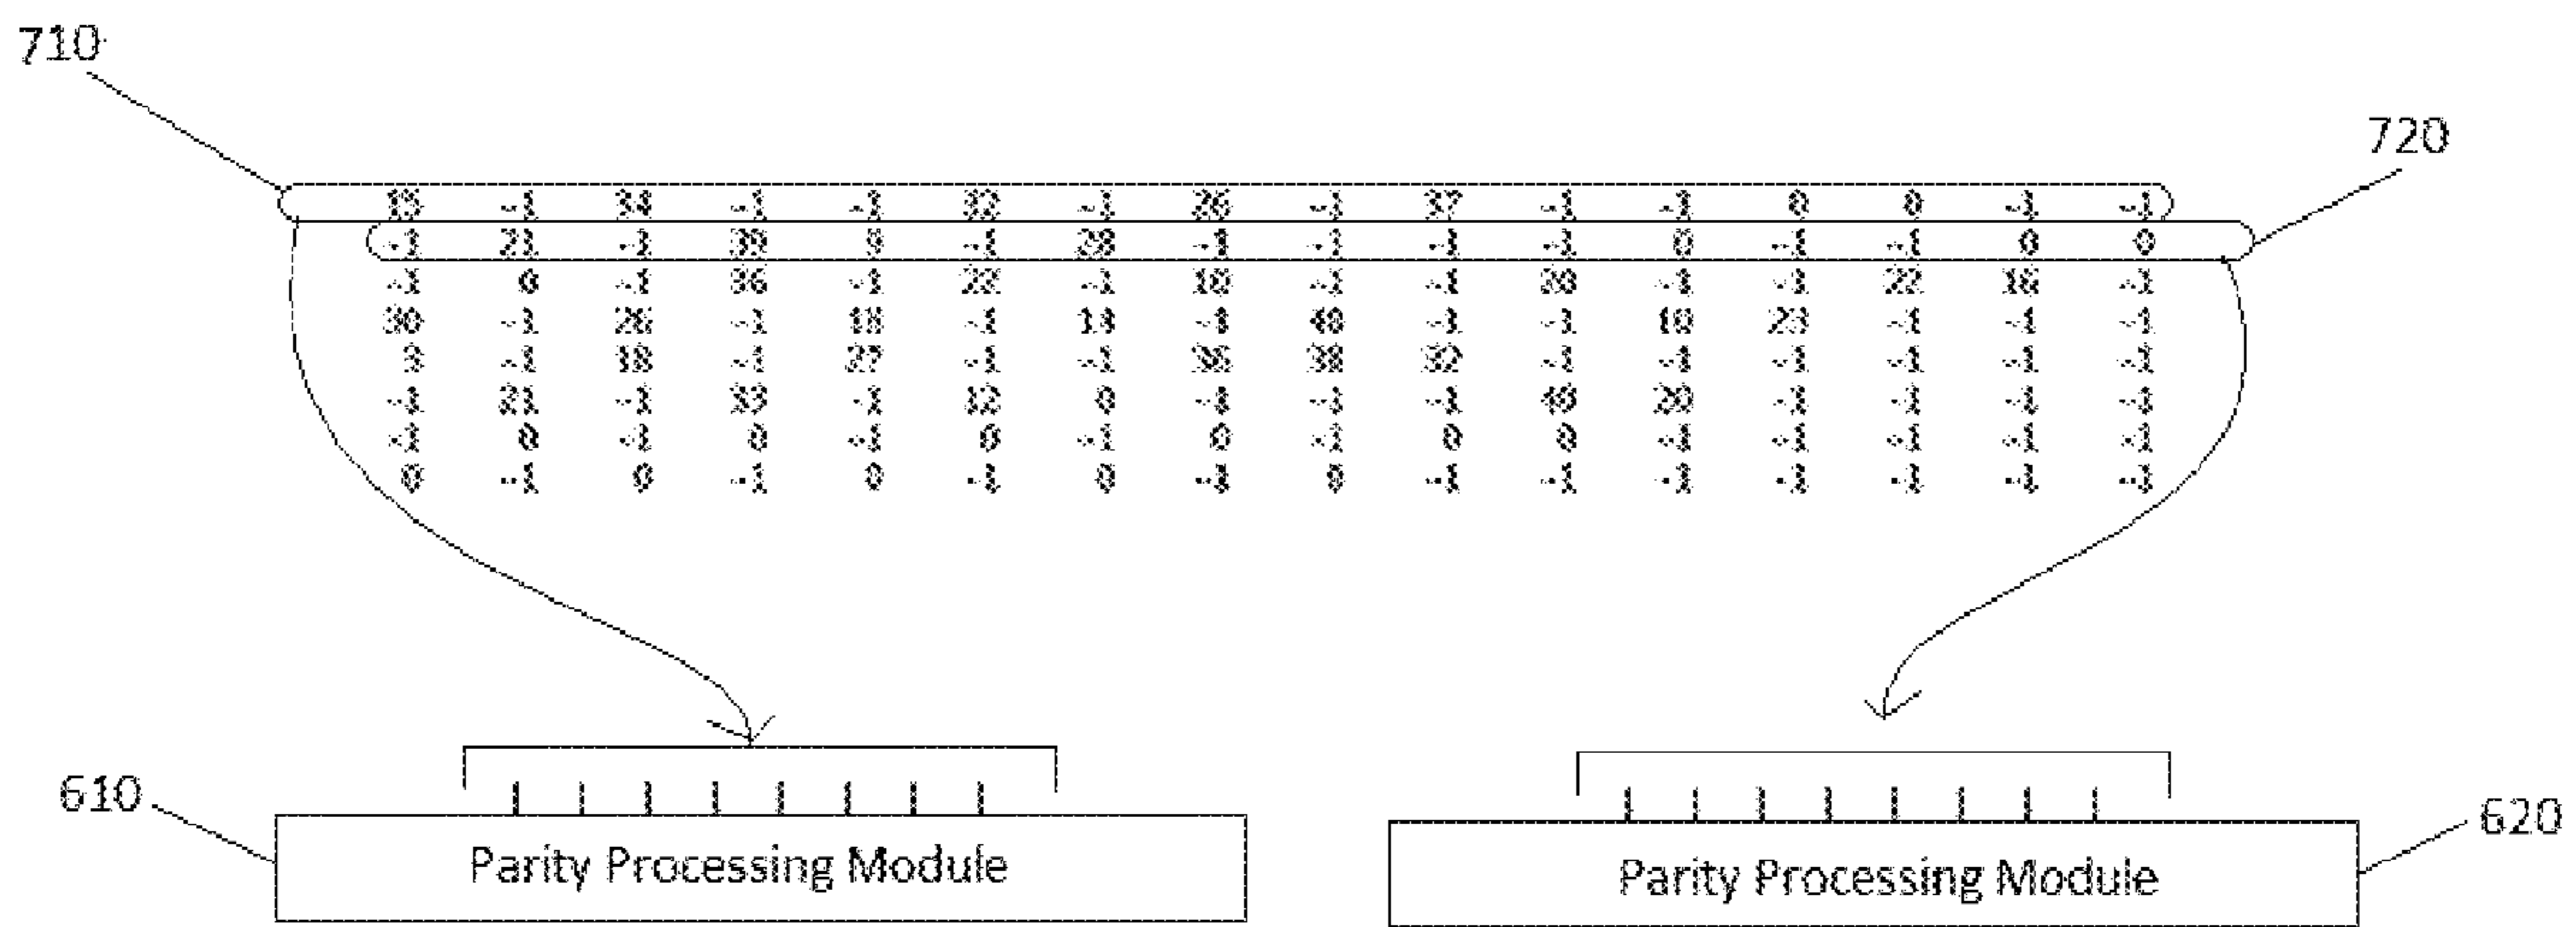 710
720
15 -1 34 -1 -1 32 -1 26 -1 37 -1 -1 0 0 -1 -1
-1 21 -1 39 9 -1 28 -1 -1 -1 -1 0 -1 -1 0 0
-1 0 -1 36 -1 22 -1 18 -1 -1 20 -1 -1 22 16 -1
30 -1 26 -1 18 -1 14 -1 40 -1 -1 10 23 -1 -1 -1
3 -1 18 -1 27 -1 -1 36 38 32 -1 -1 -1 -1 -1 -1
-1 21 -1 33 -1 12 0 -1 -1 -1 40 20 -1 -1 -1 -1
-1 0 -1 0 -1 0 -1 0 -1 0 0 -1 -1 -1 -1 -1
0 -1 0 -1 0 -1 0 -1 0 -1 -1 -1 -1 -1 -1 -1
610
Parity Processing Module
Parity Processing Module
620